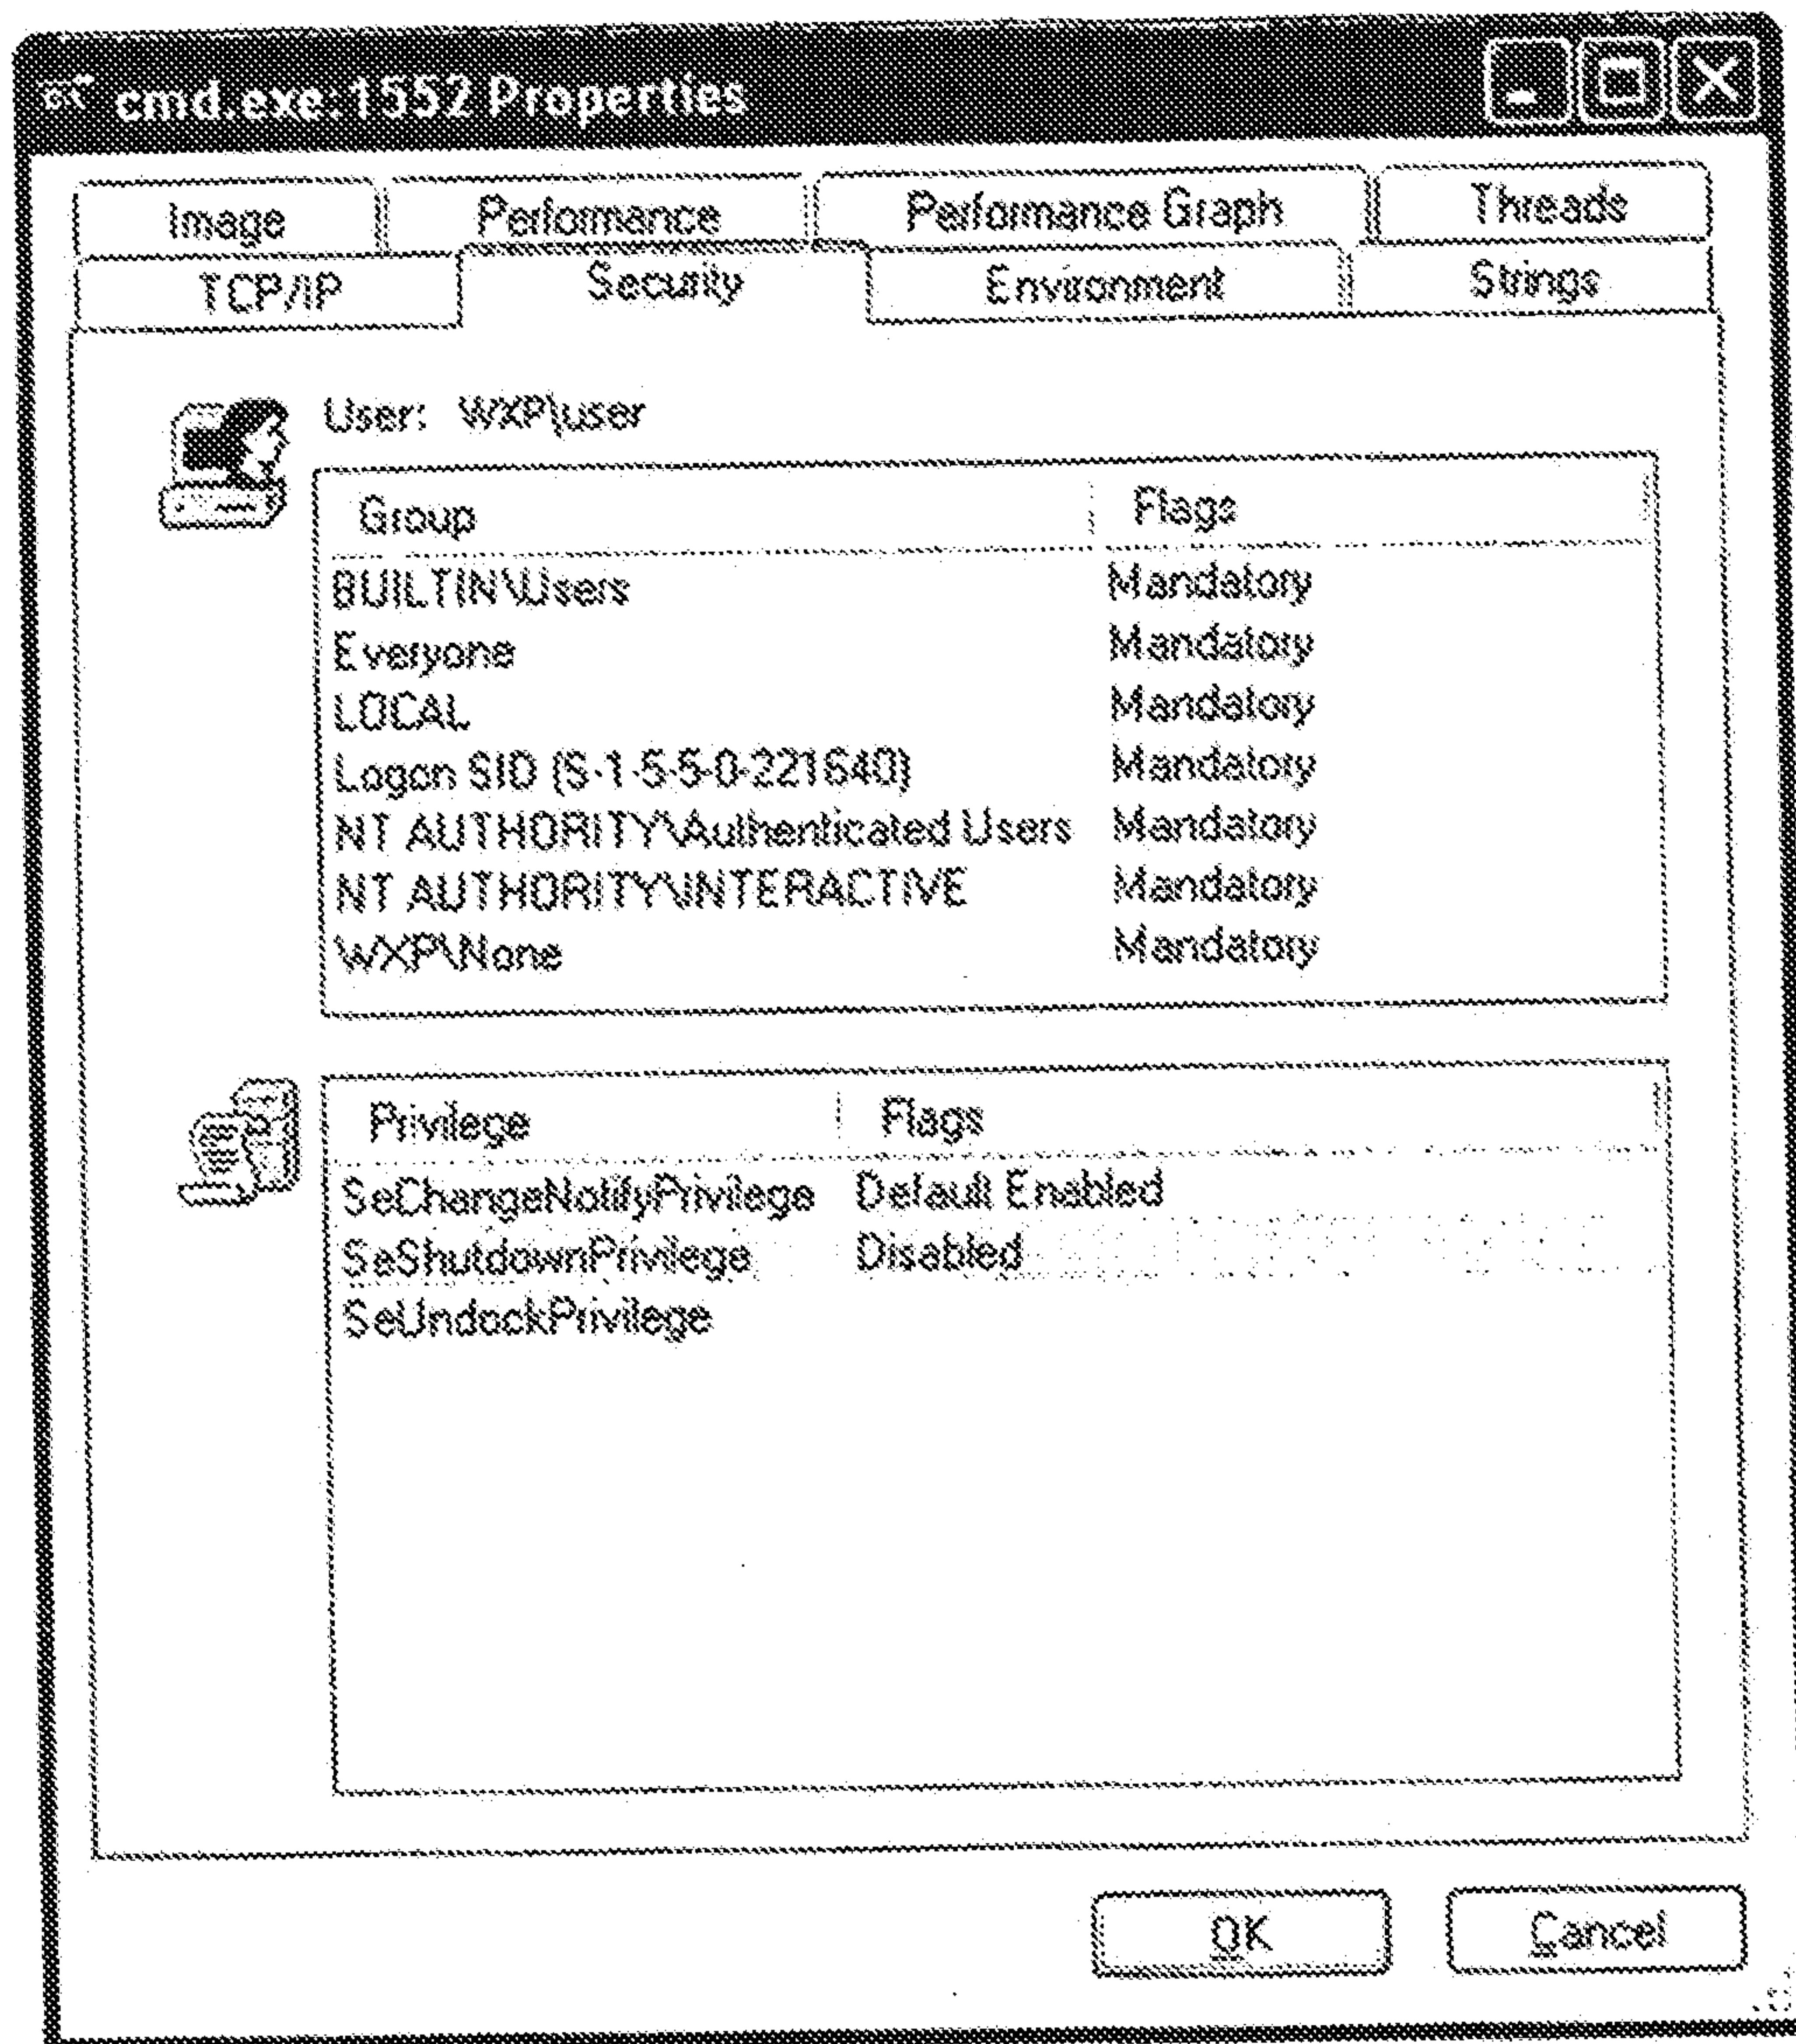 cmd.exe:1552 Properties
Image Performance Performance Graph Threads
TCP/IP Security Environment Strings
User: WXP\user
Group Flags
BUILTIN\Users Mandatory
Everyone Mandatory
LOCAL Mandatory
Logon SID (S-1-5-5-0-221640) Mandatory
NT AUTHORITY\Authenticated Users Mandatory
NT AUTHORITY\INTERACTIVE Mandatory
WXP\None Mandatory
Privilege Flags
SeChangeNotifyPrivilege Default Enabled
SeShutdownPrivilege Disabled
SeUndockPrivilege
OK Cancel